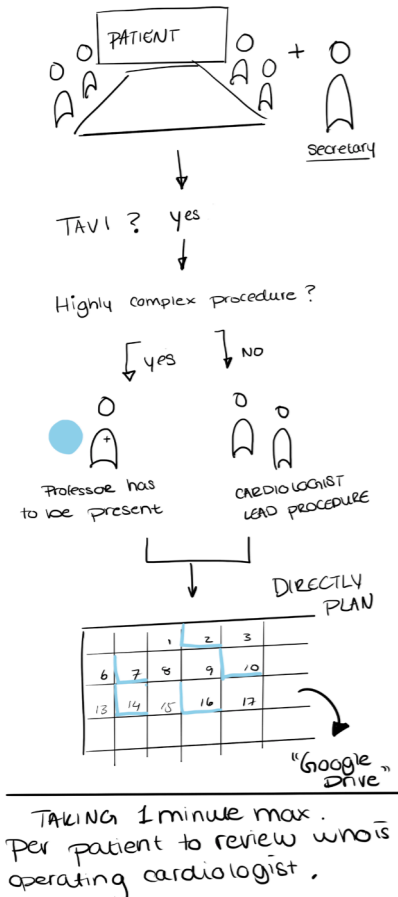 PATIENT
+
Secretary
TAVI ? yes
Highly complex procedure ?
yes
NO
+
Professor has
to be present
CARDIOLOGIST
LEAD PROCEDURE
DIRECTLY
PLAN
1 2 3
6 7 8 9 10
13 14 15 16 17
"Google
Drive"
TAKING 1 minute max.
Per patient to review who is
operating cardiologist.